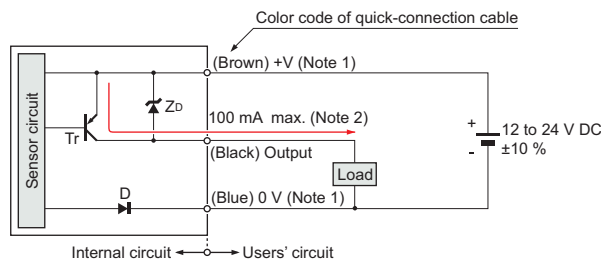 Color code of quick-connection cable
(Brown) +V (Note 1)
Sensor circuit
Tr
ZD
100 mA max. (Note 2)
(Black) Output
Load
+
-
12 to 24 V DC
±10 %
D
(Blue) 0 V (Note 1)
Internal circuit
Users' circuit